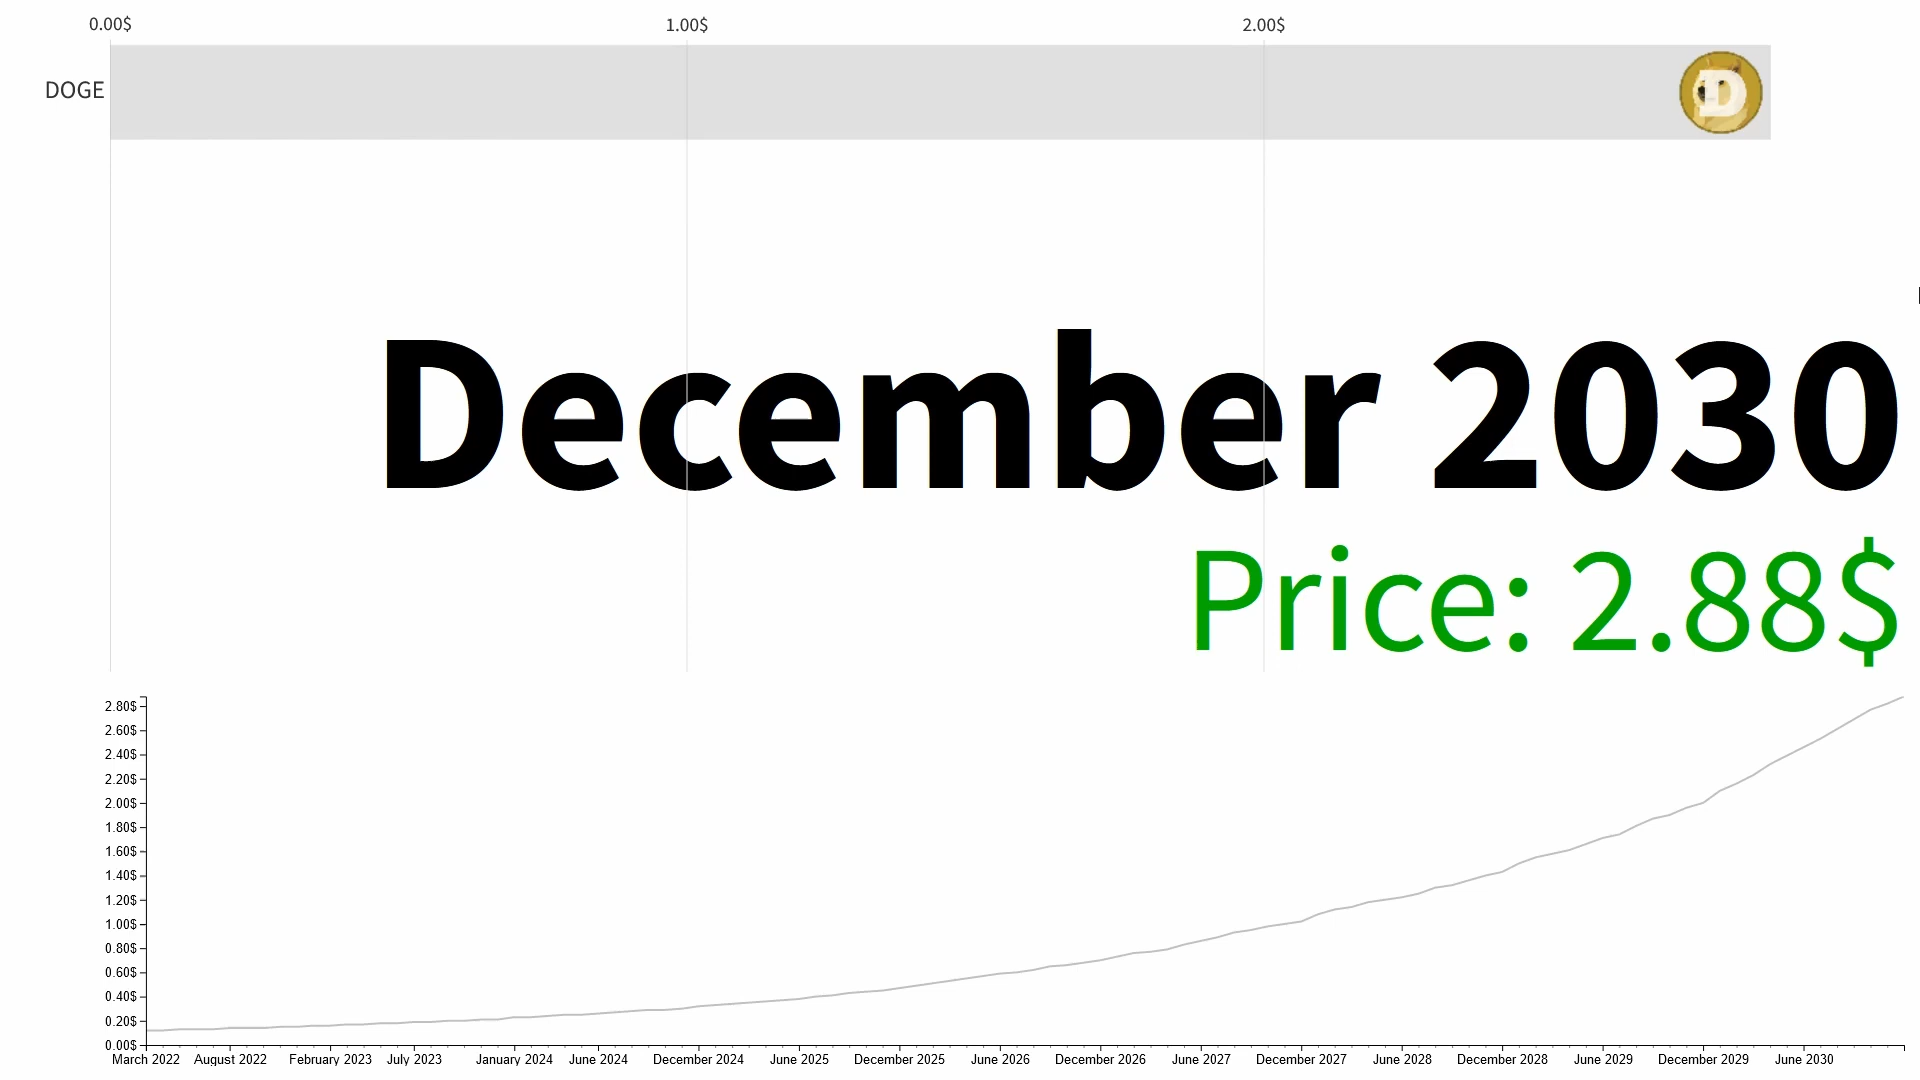 0.00$ 1.00$ 2.00$
DOGE
D
December 2030
Price: 2.88$
2.80$
2.60$
2.40$
2.20$
2.00$
1.80$
1.60$
1.40$
1.20$
1.00$
0.80$
0.60$
0.40$
0.20$
0.00$
March 2022 August 2022 February 2023 July 2023 January 2024 June 2024 December 2024 June 2025 December 2025 June 2026 December 2026 June 2027 December 2027 June 2028 December 2028 June 2029 December 2029 June 2030